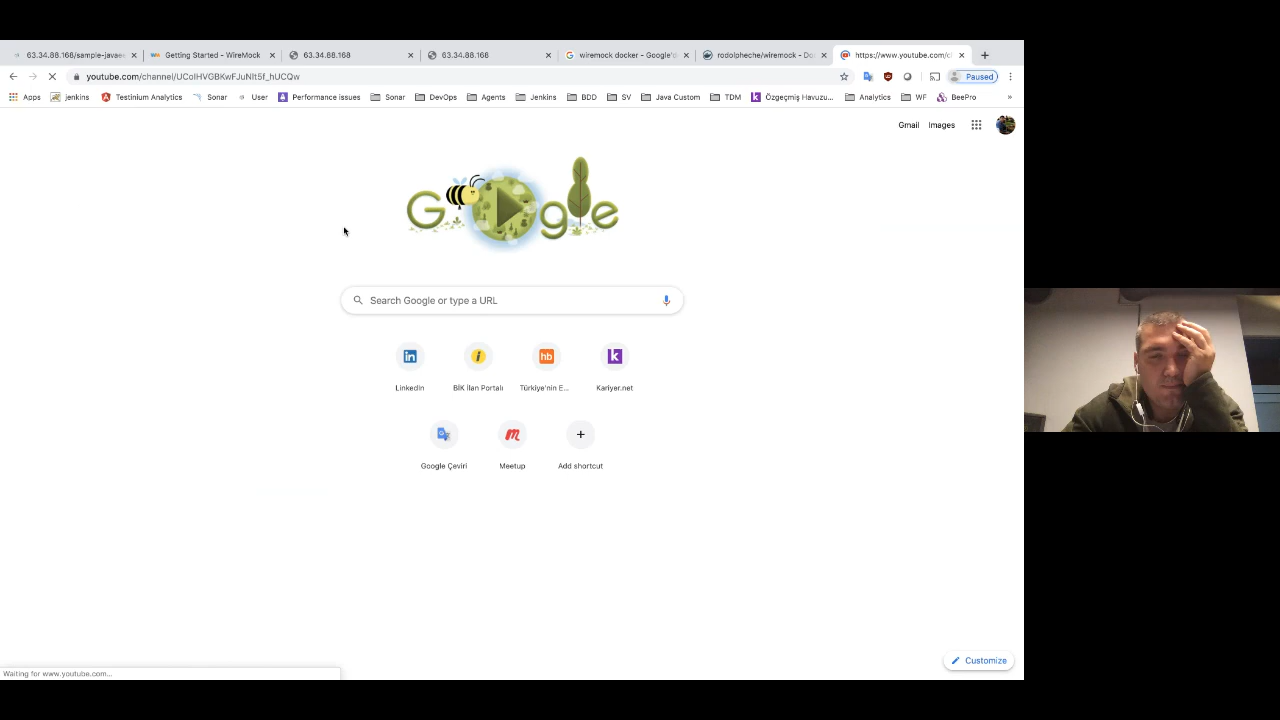 63.34.88.168/sample-javaee
Getting Started - WireMock
63.34.88.168
63.34.88.168
wiremock docker - Google'd
rodolpheche/wiremock - Do
https://www.youtube.com/c
youtube.com/channel/UCoIHVGBKwFJuNIt5f_hUCQw
Paused
Apps
jenkins
Testinium Analytics
Sonar
User
Performance issues
Sonar
DevOps
Agents
Jenkins
BDD
SV
Java Custom
TDM
Özgeçmiş Havuzu...
Analytics
WF
BeePro
»
Gmail
Images
Google
Search Google or type a URL
LinkedIn
BİK İlan Portalı
Türkiye'nin E...
Kariyer.net
Google Çeviri
Meetup
Add shortcut
Customize
Waiting for www.youtube.com...